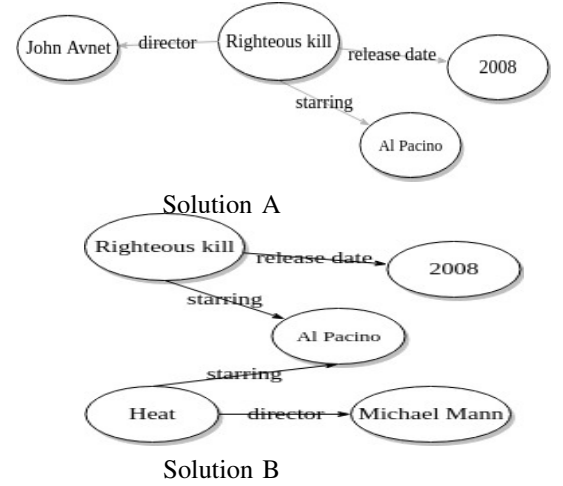 John Avnet
director
Righteous kill
release date
2008
starring
Al Pacino
Solution A
Righteous kill
release date
2008
starring
Al Pacino
starring
Heat
director
Michael Mann
Solution B